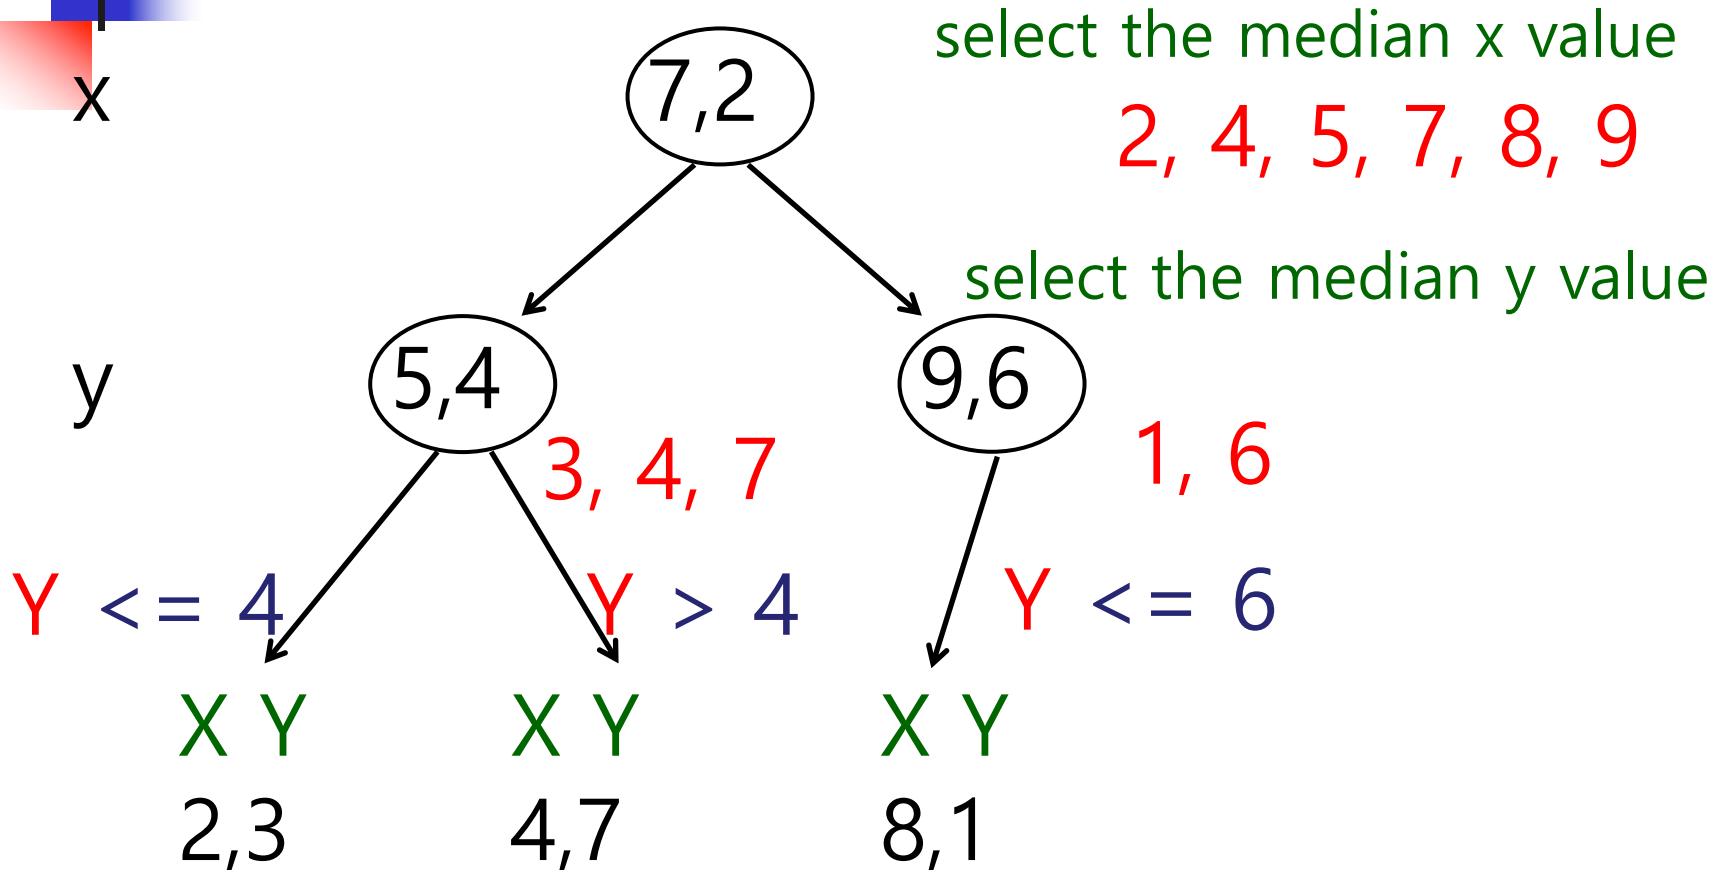 select the median x value
x
7,2
2, 4, 5, 7, 8, 9
select the median y value
y
5,4
9,6
3, 4, 7
1, 6
Y <= 4
Y > 4
Y <= 6
X Y
X Y
X Y
2,3
4,7
8,1